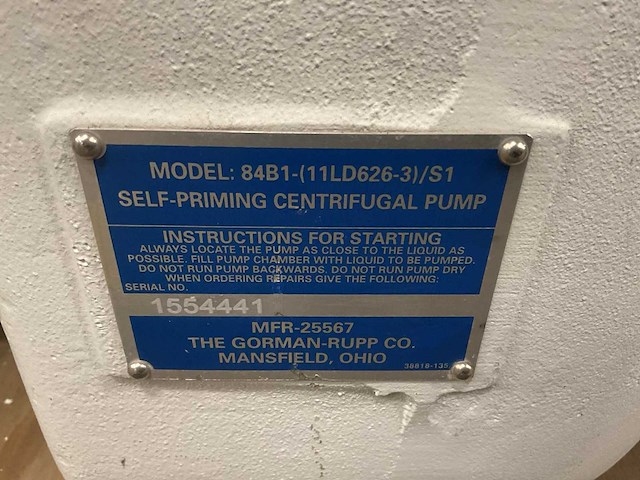 MODEL: 84B1-(11LD626-3)/S1
SELF-PRIMING CENTRIFUGAL PUMP
INSTRUCTIONS FOR STARTING
ALWAYS LOCATE THE PUMP AS CLOSE TO THE LIQUID AS
POSSIBLE. FILL PUMP CHAMBER WITH LIQUID TO BE PUMPED.
DO NOT RUN PUMP BACKWARDS. DO NOT RUN PUMP DRY
WHEN ORDERING REPAIRS GIVE THE FOLLOWING:
SERIAL NO.
1554441
MFR-25567
THE GORMAN-RUPP CO.
MANSFIELD, OHIO
38818-135